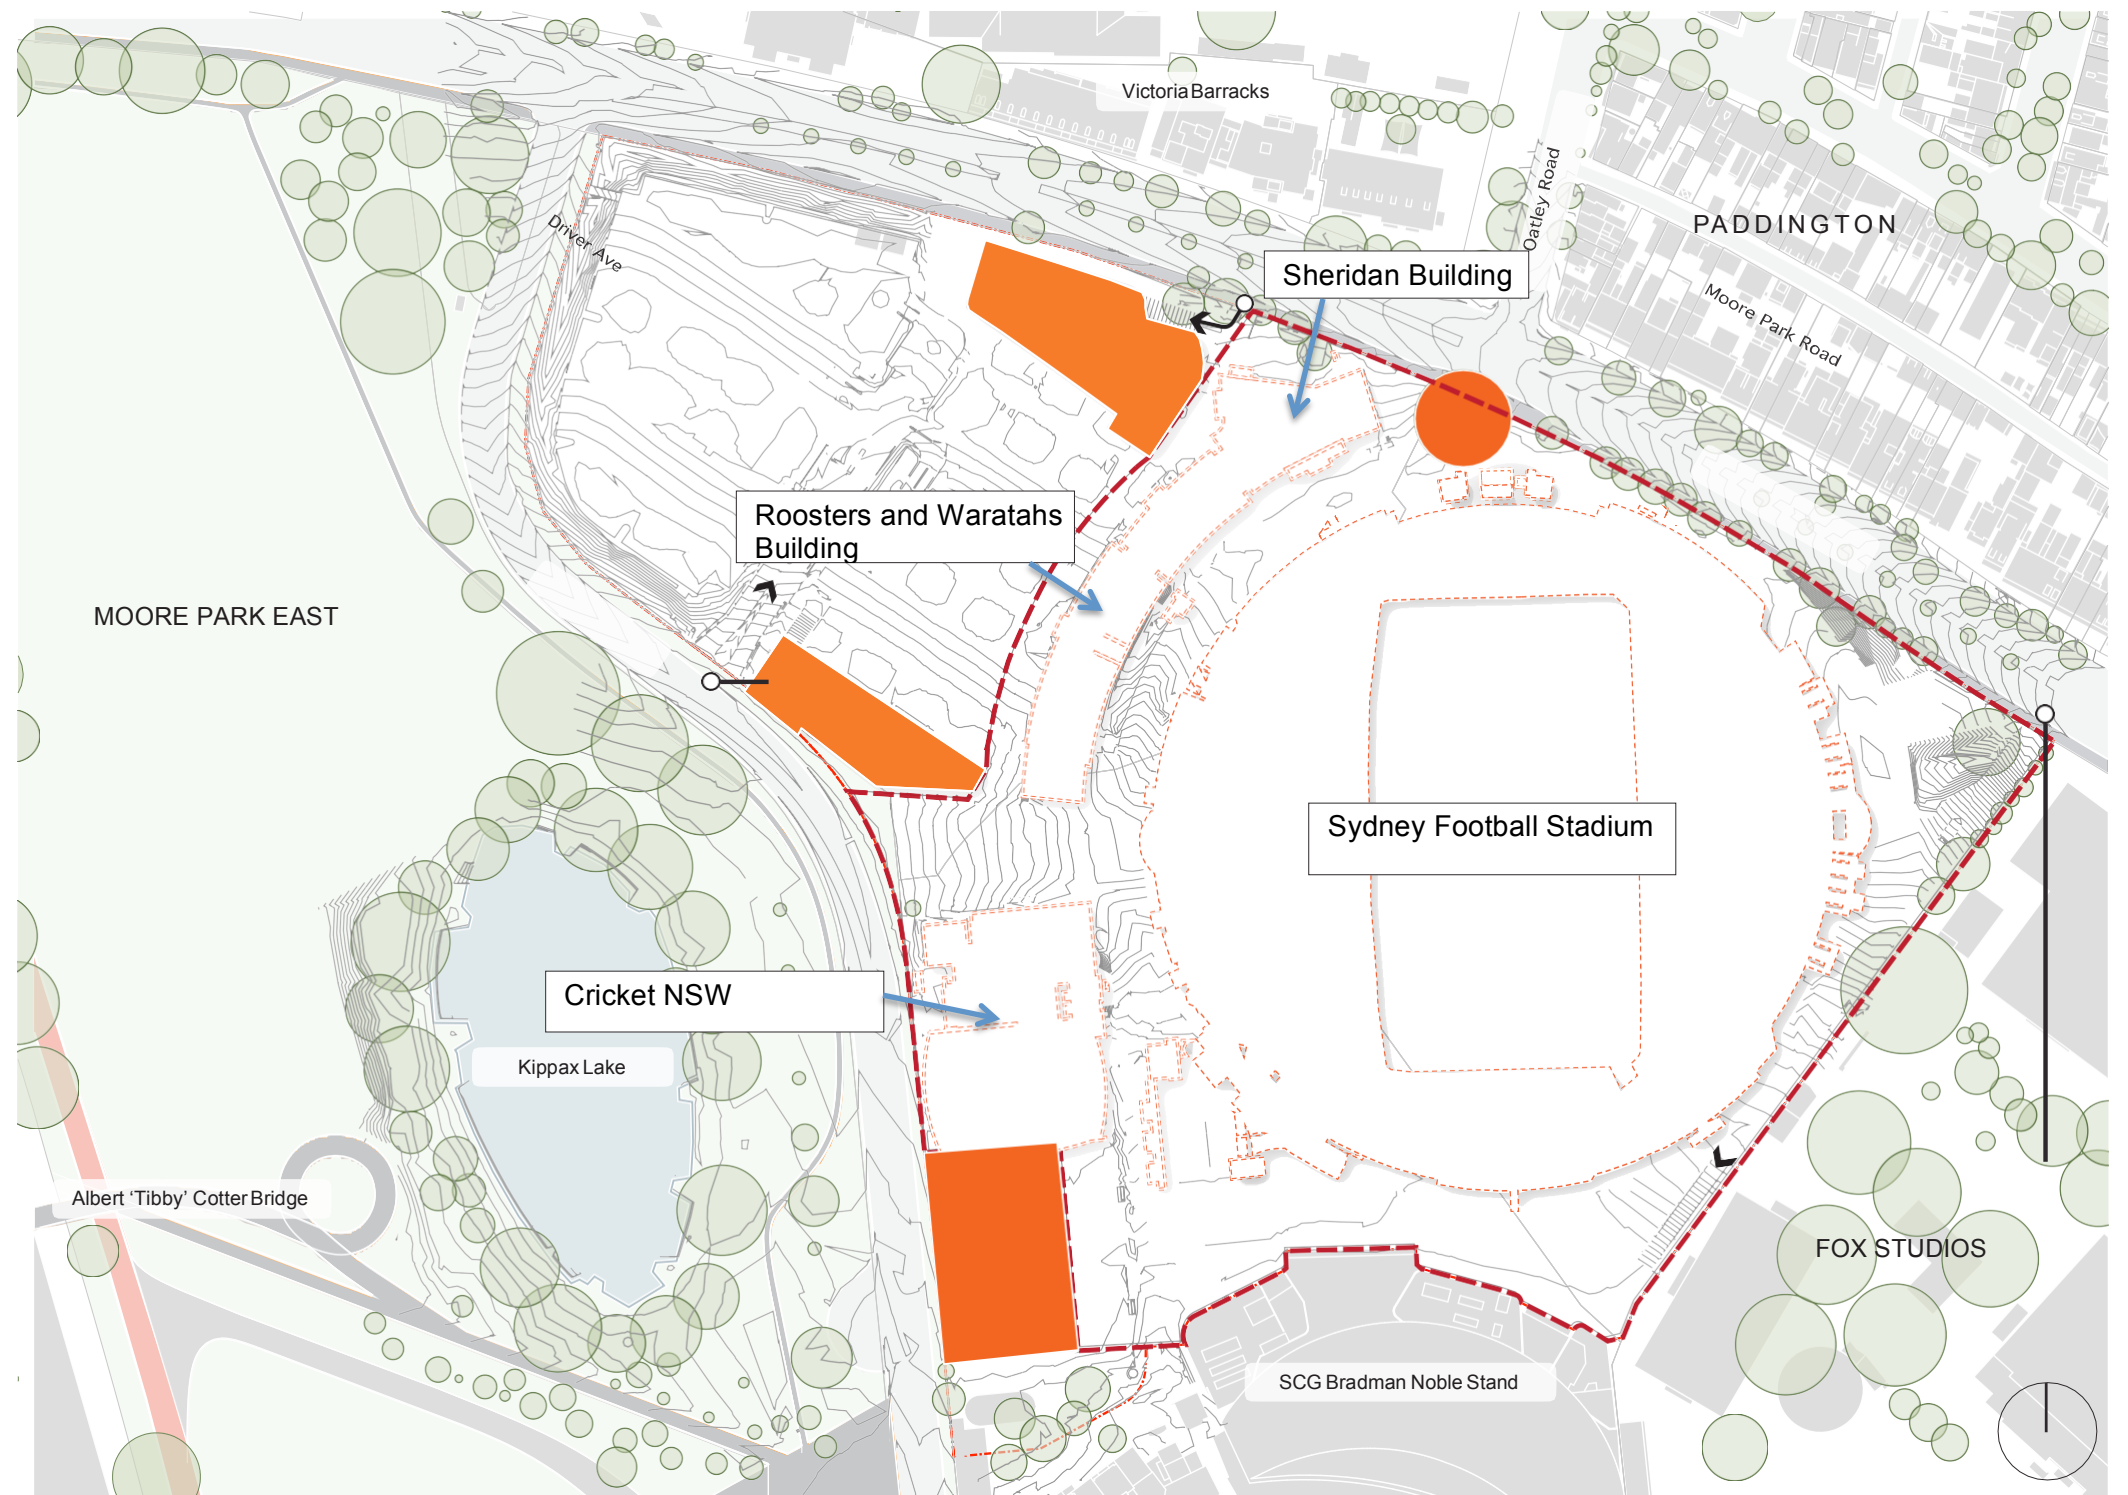 Victoria Barracks
Oatley Road
PADDINGTON
Driver Ave
Sheridan Building
Moore Park Road
Roosters and Waratahs
Building
MOORE PARK EAST
Sydney Football Stadium
Cricket NSW
Kippax Lake
Albert ‘Tibby’ Cotter Bridge
FOX STUDIOS
SCG Bradman Noble Stand